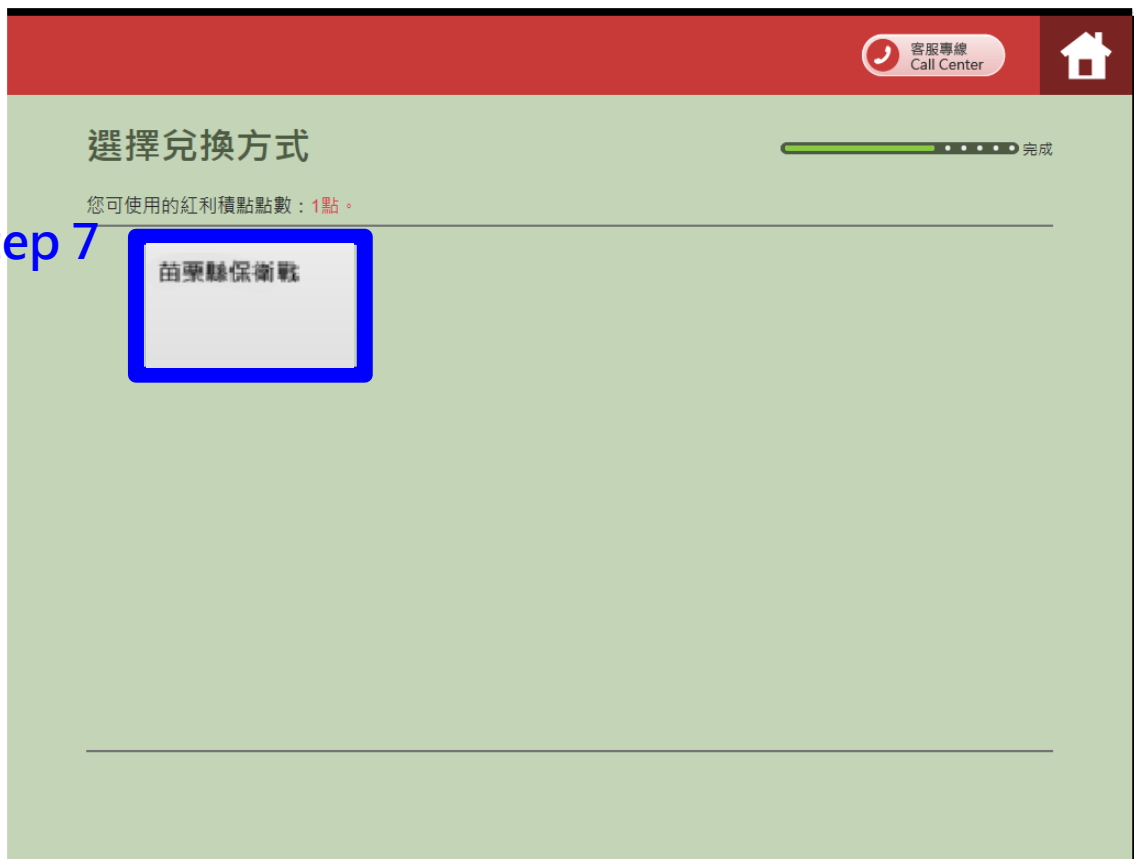 客服專線
Call Center
選擇兌換方式
完成
您可使用的紅利積點點數：1點。
ep 7
苗栗縣保衛戰